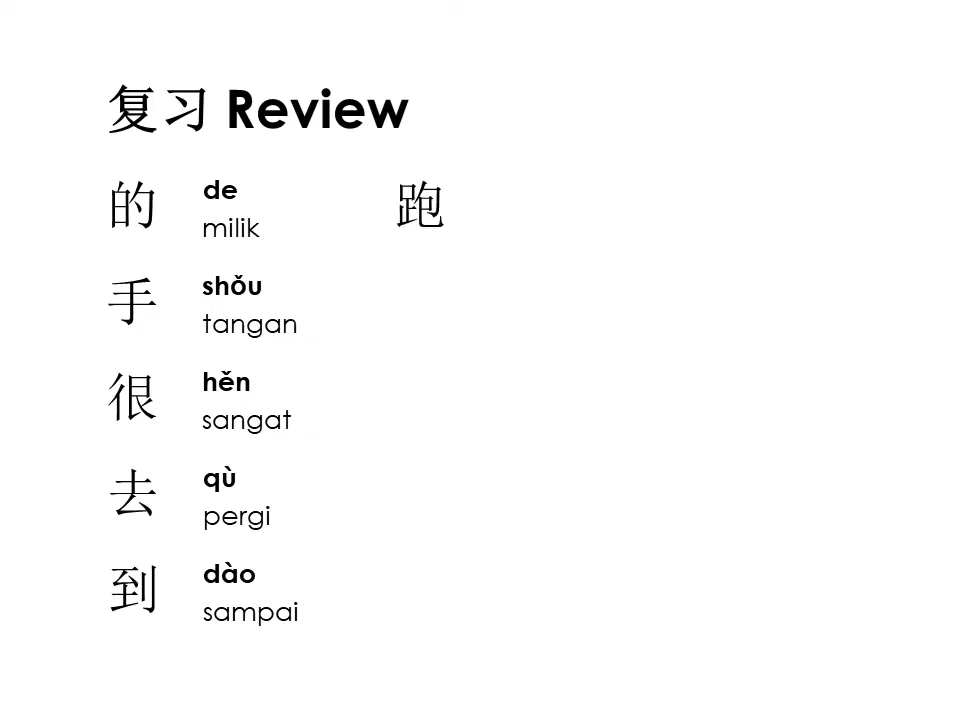 复习 Review
的
de
milik
手
shǒu
tangan
很
hěn
sangat
去
qù
pergi
到
dào
sampai
跑